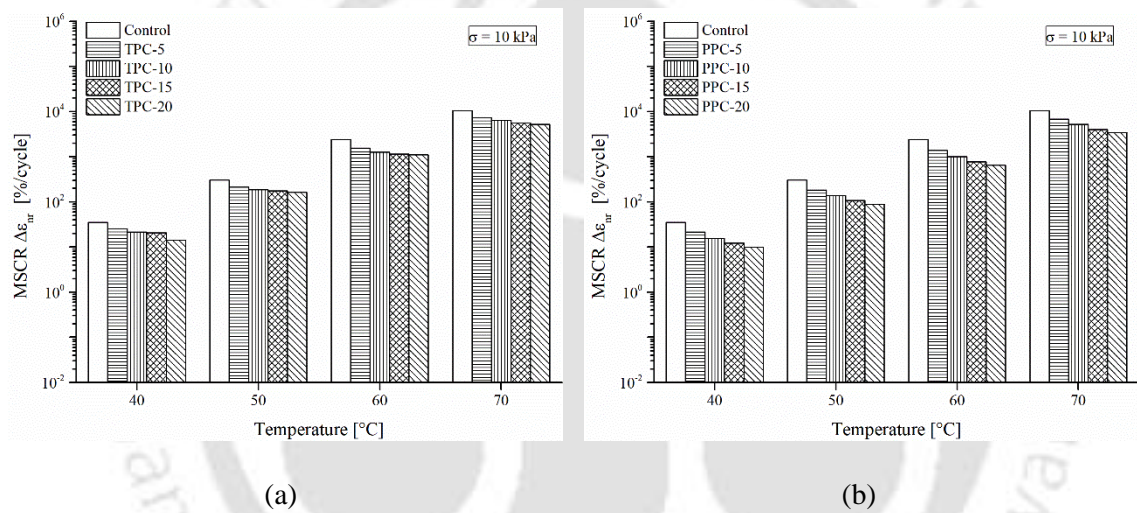 Control
TPC-5
TPC-10
TPC-15
TPC-20
σ = 10 kPa
MSCR Δε_nr [%/cycle]
10^6
10^4
10^2
10^0
10^-2
40 50 60 70
Temperature [°C]
(a)
Control
PPC-5
PPC-10
PPC-15
PPC-20
σ = 10 kPa
MSCR Δε_nr [%/cycle]
10^6
10^4
10^2
10^0
10^-2
40 50 60 70
Temperature [°C]
(b)